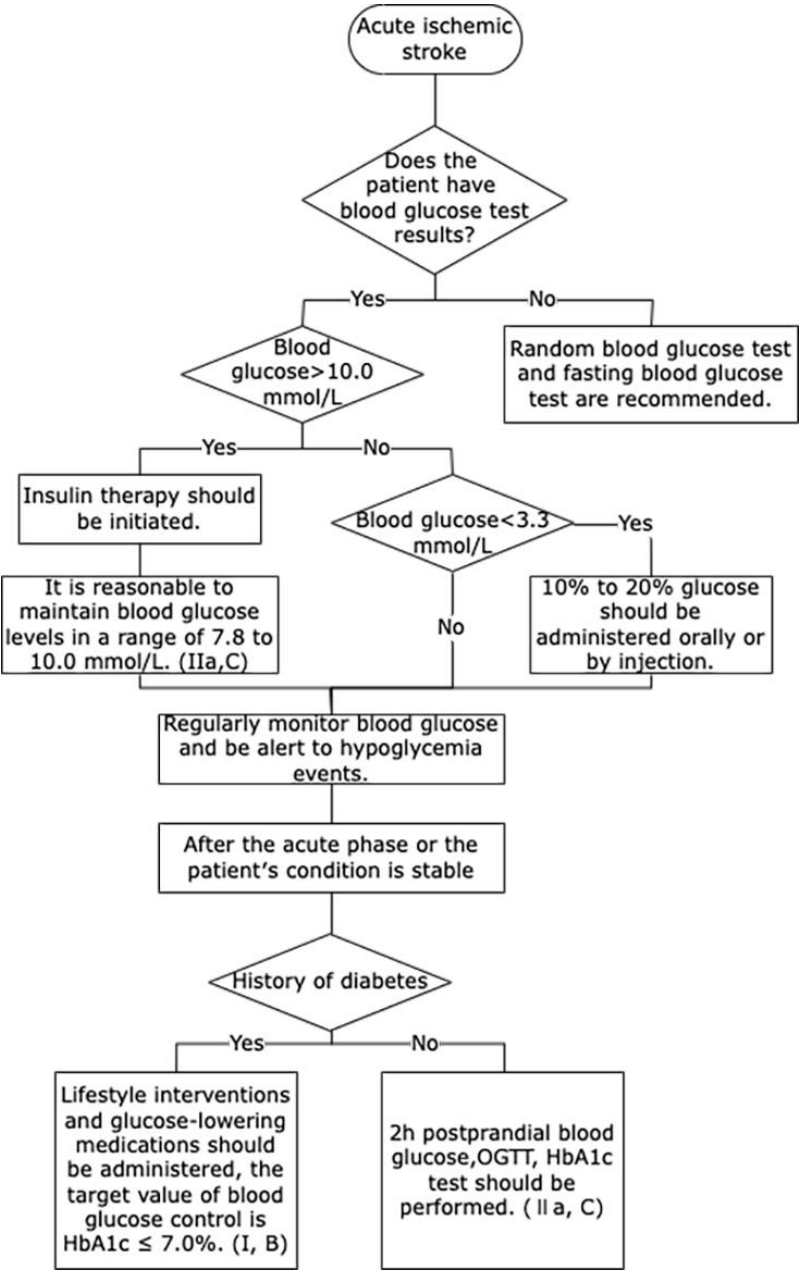 Acute ischemic
stroke
Does the
patient have
blood glucose test
results?
Yes
No
Blood
glucose>10.0
mmol/L
Random blood glucose test
and fasting blood glucose
test are recommended.
Yes
No
Insulin therapy should
be initiated.
Blood glucose<3.3
mmol/L
Yes
It is reasonable to
maintain blood glucose
levels in a range of 7.8 to
10.0 mmol/L. (IIa,C)
No
10% to 20% glucose
should be
administered orally or
by injection.
Regularly monitor blood glucose
and be alert to hypoglycemia
events.
After the acute phase or the
patient's condition is stable
History of diabetes
Yes
No
Lifestyle interventions
and glucose-lowering
medications should
be administered, the
target value of blood
glucose control is
HbA1c ≤ 7.0%. (I, B)
2h postprandial blood
glucose,OGTT, HbA1c
test should be
performed. ( II a, C)